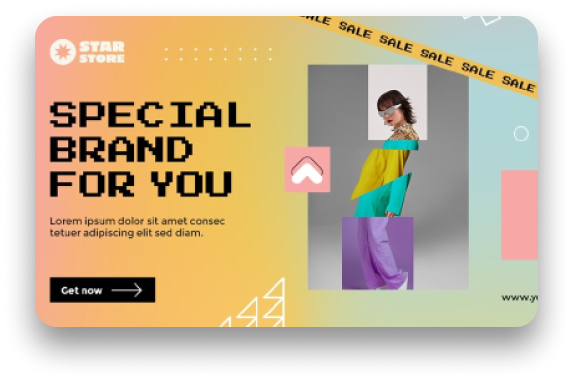 STAR
STORE
SALE SALE SALE SALE SALE SALE
SPECIAL
BRAND
FOR YOU
Lorem ipsum dolor sit amet consec
tetuer adipiscing elit sed diam.
Get now
www.y